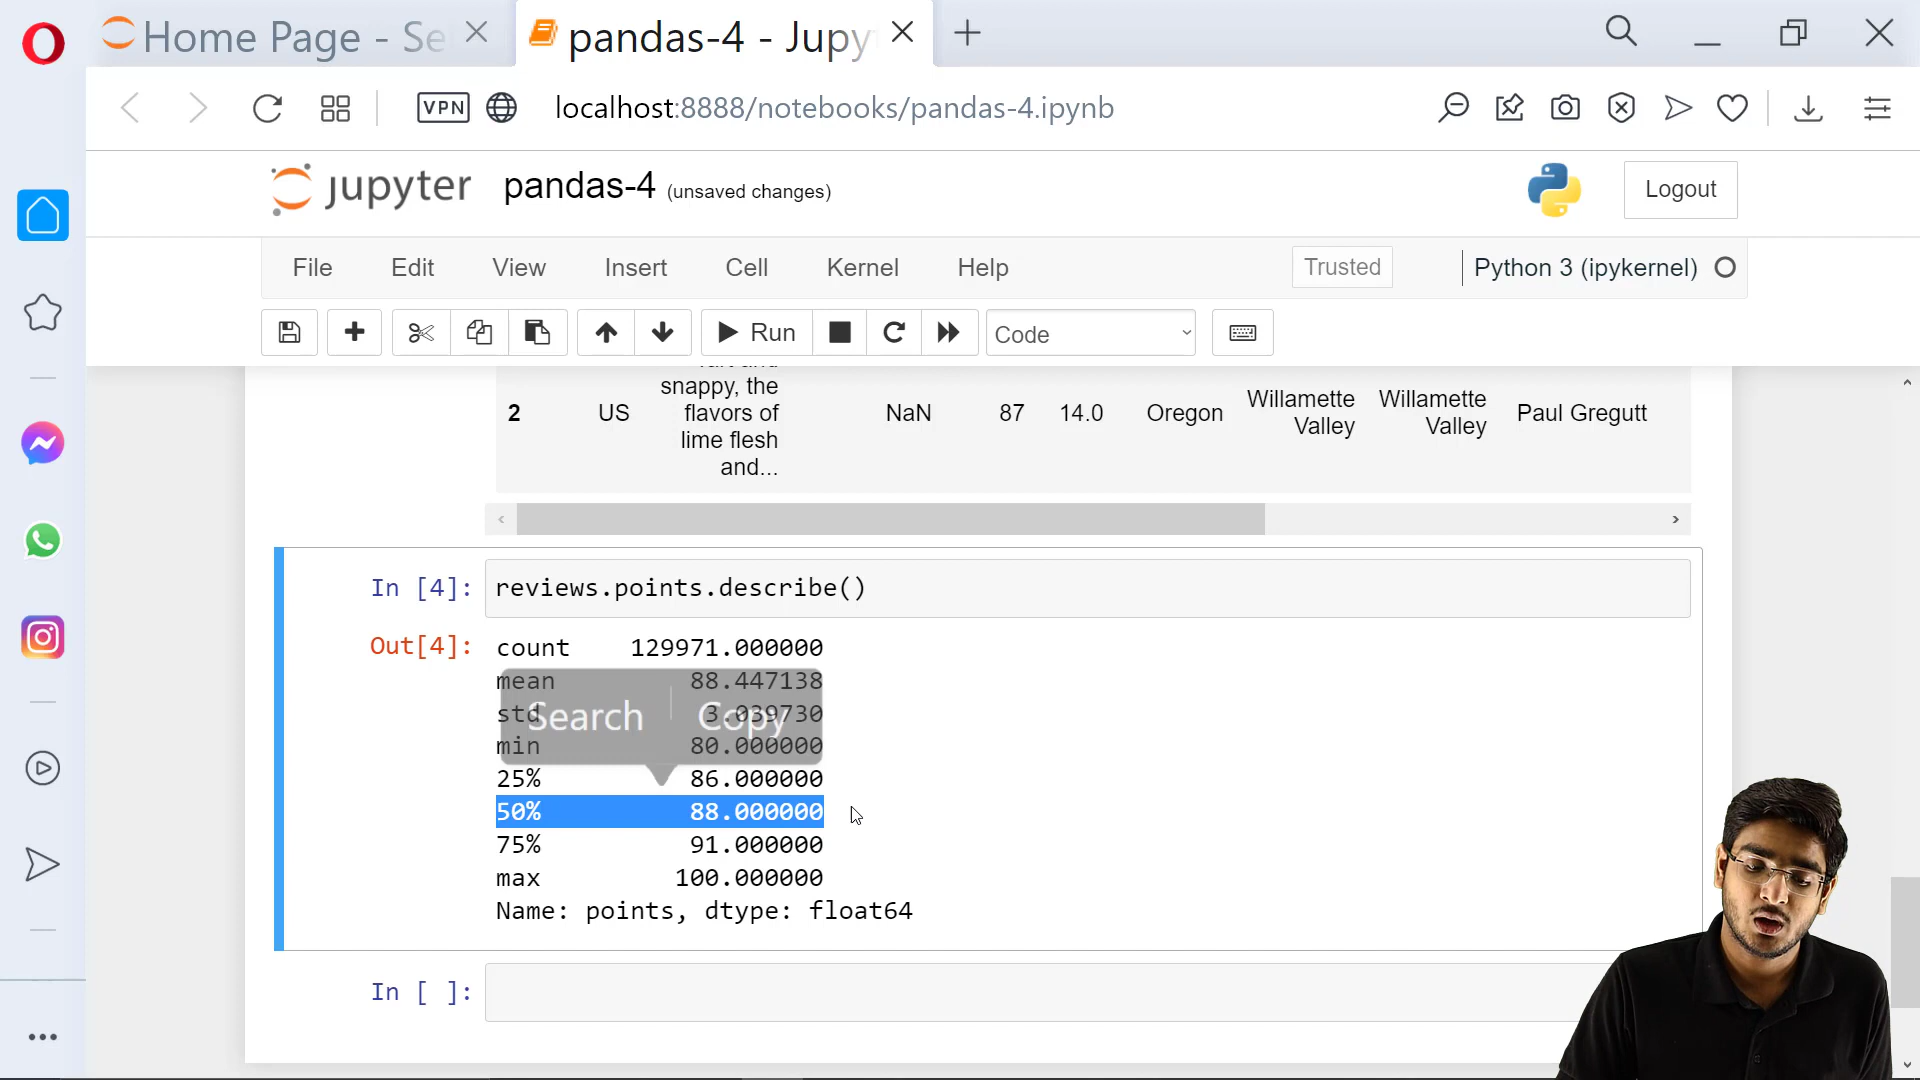 Home Page - Se
pandas-4 - Jupy
VPN
localhost:8888/notebooks/pandas-4.ipynb
jupyter pandas-4 (unsaved changes)
Logout
File Edit View Insert Cell Kernel Help
Trusted
Python 3 (ipykernel)
Run
Code
snappy, the
flavors of
lime flesh
and...
2 US NaN 87 14.0 Oregon Willamette Valley Willamette Valley Paul Gregutt
In [4]: reviews.points.describe()
Out[4]: count 129971.000000
mean 88.447138
std 3.039730
Search Copy
min 80.000000
25% 86.000000
50% 88.000000
75% 91.000000
max 100.000000
Name: points, dtype: float64
In [ ]: